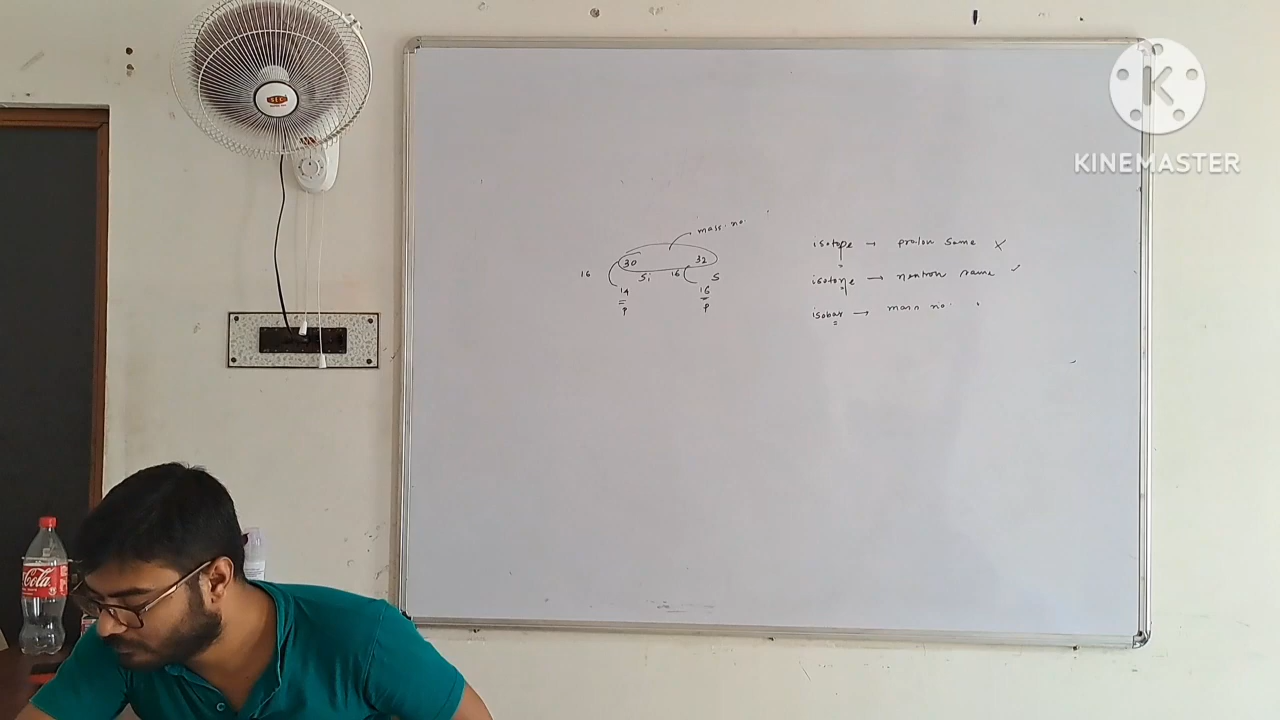 SEC
KINEMASTER
mass. no.
30 32
16 Si 16 S
14 16
P P
isotope → proton same ×
isotone → neutron same ✓
isobar → mass no.
Cola